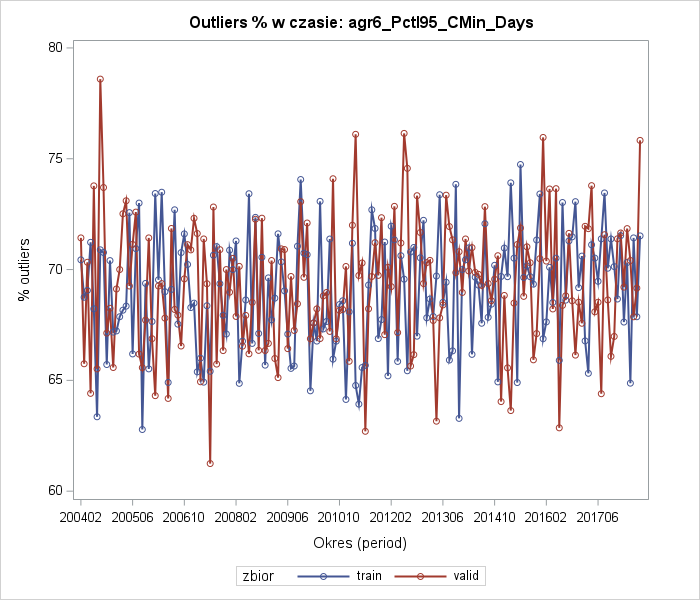 Outliers % w czasie: agr6_Pctl95_CMin_Days
% outliers
80
75
70
65
60
200402 200506 200610 200802 200906 201010 201202 201306 201410 201602 201706
Okres (period)
zbior train valid